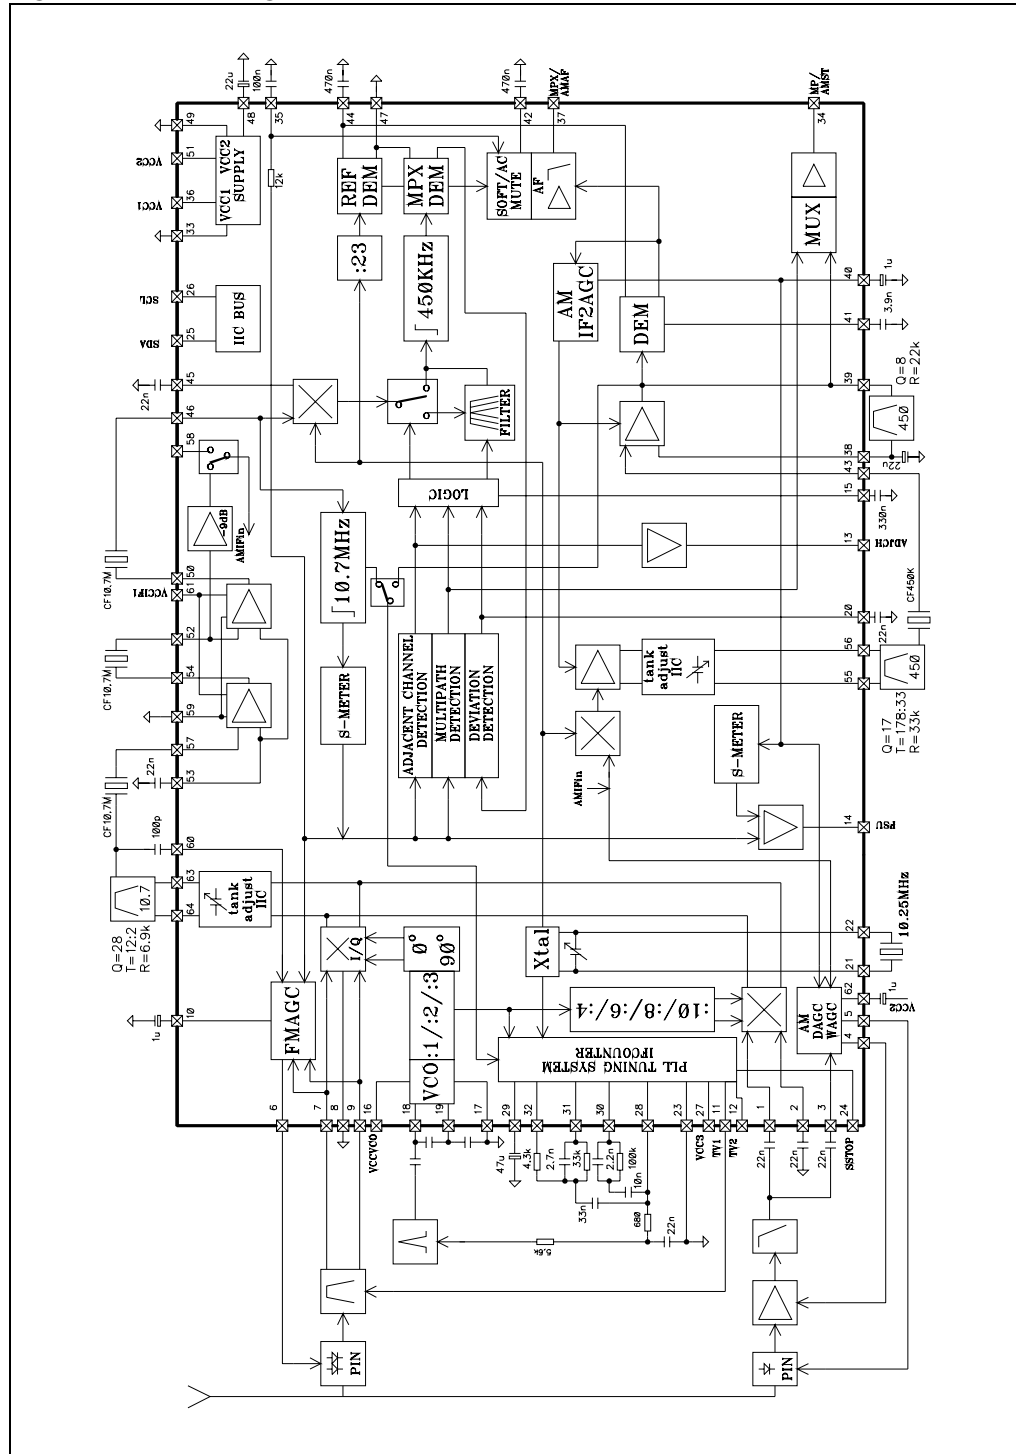 22u
100n
470n
470n
MPX/
AMAF
MP/
AMST
49
48
35
44
47
42
37
34
VCC2
51
VCC1
36
33
VCC1 VCC2
SUPPLY
12k
REF
DEM
MPX
DEM
SOFT/AC
MUTE
AF
MUX
:23
450KHz
SCL
26
SDA
25
IIC BUS
AM
IF2AGC
DEM
40
1u
41
3.9n
22n
45
46
58
39
Q=8
R=22k
450
FILTER
-9dB
AMIFin
38
43
22u
LOGIC
15
330n
10.7MHz
13
ADJCH
CF10.7M
50
61
VCCIF1
20
22n
CF450K
52
CF10.7M
54
59
57
22n
53
CF10.7M
S-METER
ADJACENT CHANNEL
DETECTION
MULTIPATH
DETECTION
DEVIATION
DETECTION
tank
adjust
IIC
56
55
450
Q=17
T=178:33
R=33k
S-METER
AMIFin
14
FSU
100p
60
63
64
10.7
Q=28
T=12:2
R=6.9k
tank
adjust
IIC
I/Q
0°
90°
Xtal
22
21
10.25MHz
10
1u
FMAGC
VCO:1/:2/:3
:10/:8/:6/:4
PLL TUNING SYSTEM
IFCOUNTER
AM
DAGC
WAGC
62
5
4
1u
VCC2
6
7
8
9
16
18
19
17
29
32
31
30
28
23
27
11
12
1
2
3
24
VCCVCO
VCC3
TV1
TV2
SSTOP
47u
4.3k
2.7n
33k
2.2n
100k
10n
33n
680
22n
5.6k
22n
22n
22n
PIN
PIN